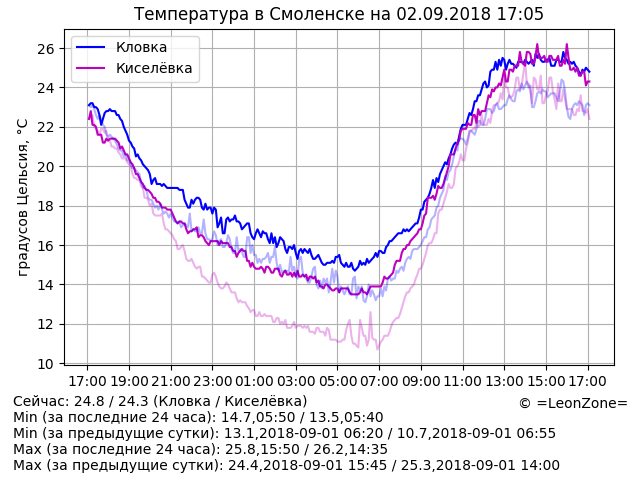 Температура в Смоленске на 02.09.2018 17:05
Кловка
Киселёвка
градусов Цельсия, °C
26
24
22
20
18
16
14
12
10
17:00 19:00 21:00 23:00 01:00 03:00 05:00 07:00 09:00 11:00 13:00 15:00 17:00
Сейчас: 24.8 / 24.3 (Кловка / Киселёвка)
© =LeonZone=
Min (за последние 24 часа): 14.7,05:50 / 13.5,05:40
Min (за предыдущие сутки): 13.1,2018-09-01 06:20 / 10.7,2018-09-01 06:55
Max (за последние 24 часа): 25.8,15:50 / 26.2,14:35
Max (за предыдущие сутки): 24.4,2018-09-01 15:45 / 25.3,2018-09-01 14:00